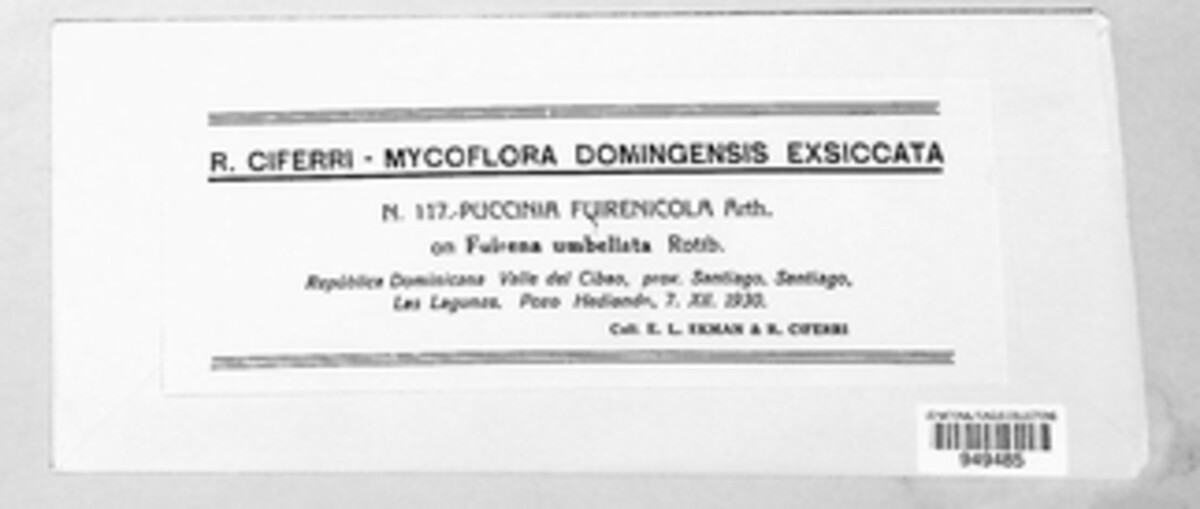 R. CIFERRI - MYCOFLORA DOMINGENSIS EXSICCATA
N. 117.-PUCCINIA FUIRENICOLA Arth.
on Fuirena umbellata Rottb.
República Dominicana Valle del Cibao, prov. Santiago, Santiago,
Las Lagunas, Pozo Hediondo, 7. XII. 1930.
Coll. E. L. EKMAN & R. CIFERRI
949485